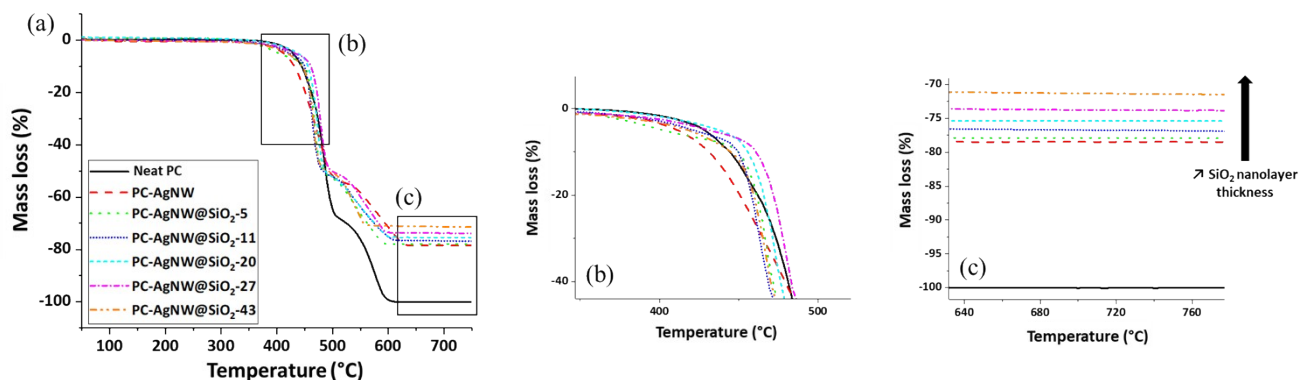 (a)
0
-20
-40
-60
-80
-100
Mass loss (%)
100
200
300
400
500
600
700
Temperature (°C)
Neat PC
PC-AgNW
PC-AgNW@SiO₂-5
PC-AgNW@SiO₂-11
PC-AgNW@SiO₂-20
PC-AgNW@SiO₂-27
PC-AgNW@SiO₂-43
(b)
(c)
0
-20
-40
Mass loss (%)
(b)
400
500
Temperature (°C)
-70
-75
-80
-85
-90
-95
-100
Mass loss (%)
(c)
640
680
720
760
Temperature (°C)
↗ SiO₂ nanolayer
thickness